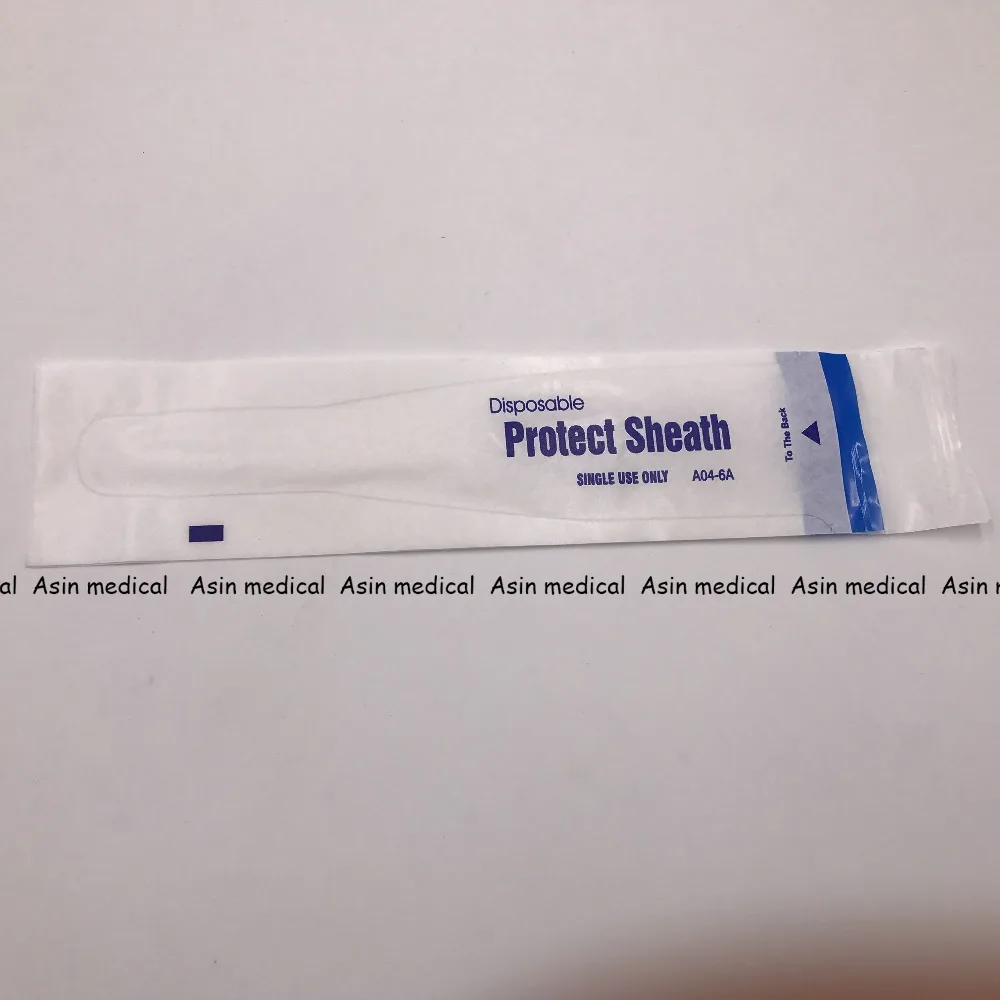 Disposable
Protect Sheath
SINGLE USE ONLY A04-6A
To The Back
al Asin medical Asin medical Asin medical Asin medical Asin medical Asin medical Asin m